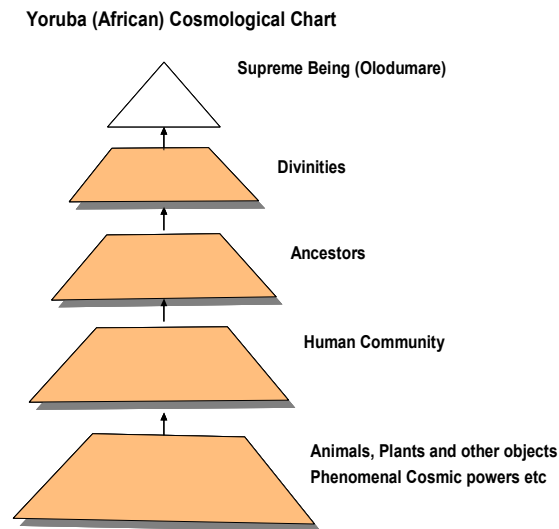 Yoruba (African) Cosmological Chart
Supreme Being (Olodumare)
Divinities
Ancestors
Human Community
Animals, Plants and other objects
Phenomenal Cosmic powers etc